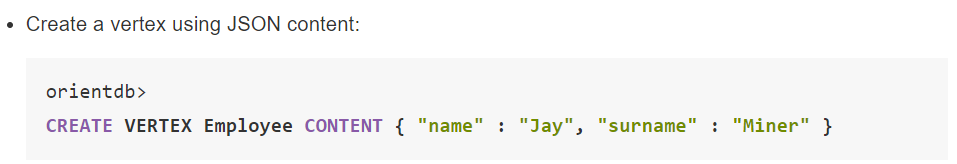 • Create a vertex using JSON content:
orientdb>
CREATE VERTEX Employee CONTENT { "name" : "Jay", "surname" : "Miner" }